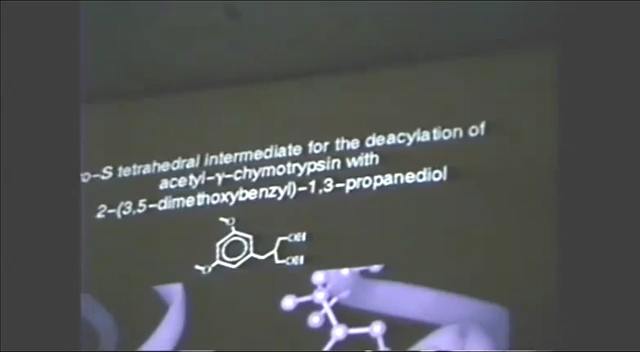 o-S tetrahedral intermediate for the deacylation of
acetyl-γ-chymotrypsin with
2-(3,5-dimethoxybenzyl)-1,3-propanediol
O
OH
O
OH